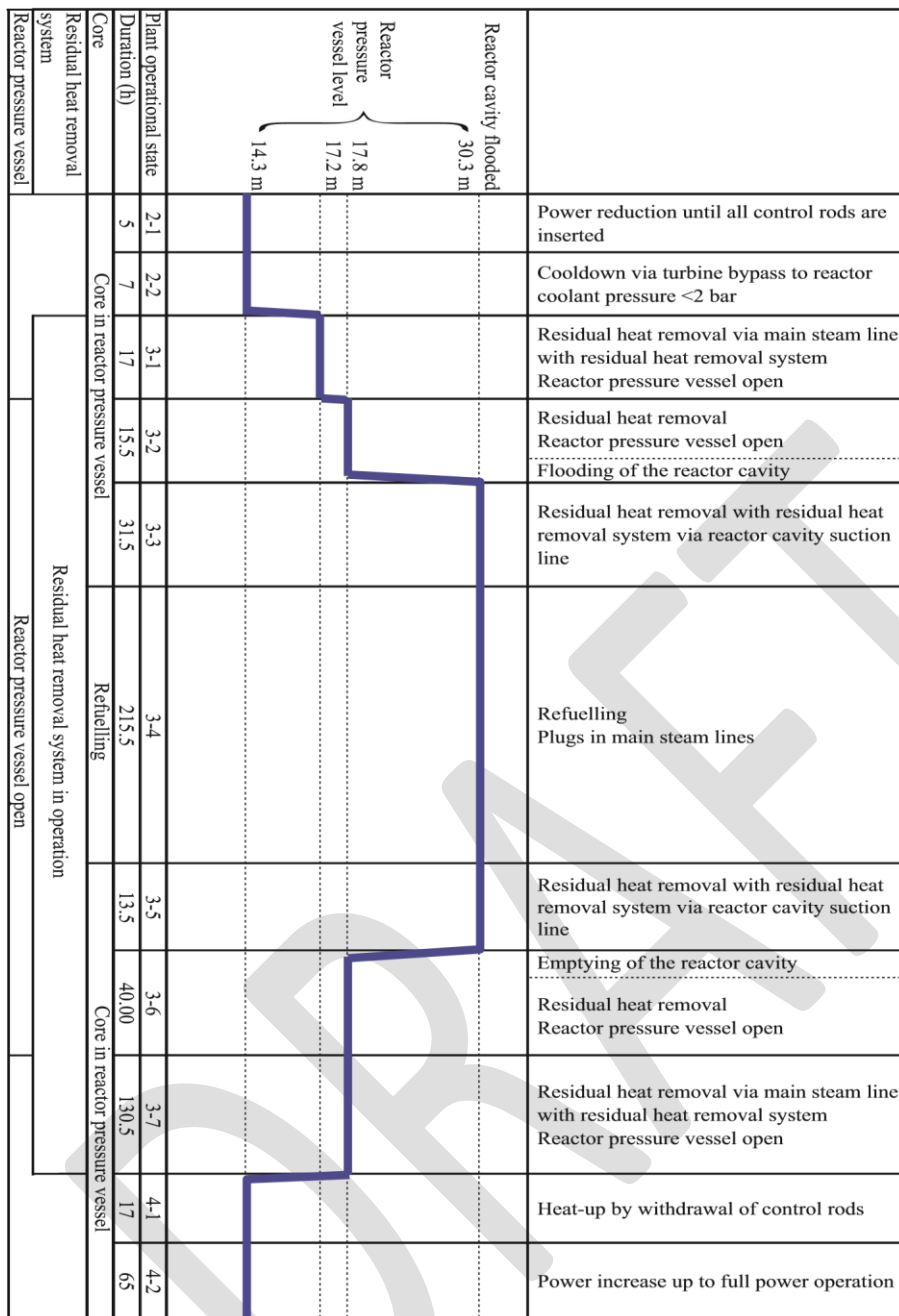 Reactor cavity flooded
30.3 m
17.8 m
17.2 m
14.3 m
Reactor
pressure
vessel level
Plant operational state
Duration (h)
Core
Residual heat removal
system
Reactor pressure vessel
Power reduction until all control rods are
inserted
2-1
5
Cooldown via turbine bypass to reactor
coolant pressure <2 bar
2-2
7
Residual heat removal via main steam line
with residual heat removal system
Reactor pressure vessel open
3-1
17
Residual heat removal
Reactor pressure vessel open
Flooding of the reactor cavity
3-2
15.5
Residual heat removal with residual heat
removal system via reactor cavity suction
line
3-3
31.5
Refuelling
Plugs in main steam lines
3-4
215.5
Residual heat removal with residual heat
removal system via reactor cavity suction
line
3-5
13.5
Emptying of the reactor cavity
Residual heat removal
Reactor pressure vessel open
3-6
40.00
Residual heat removal via main steam line
with residual heat removal system
Reactor pressure vessel open
3-7
130.5
Heat-up by withdrawal of control rods
4-1
17
Power increase up to full power operation
4-2
65
Core in reactor pressure vessel
Refuelling
Core in reactor pressure vessel
Residual heat removal system in operation
Reactor pressure vessel open
DRAFT